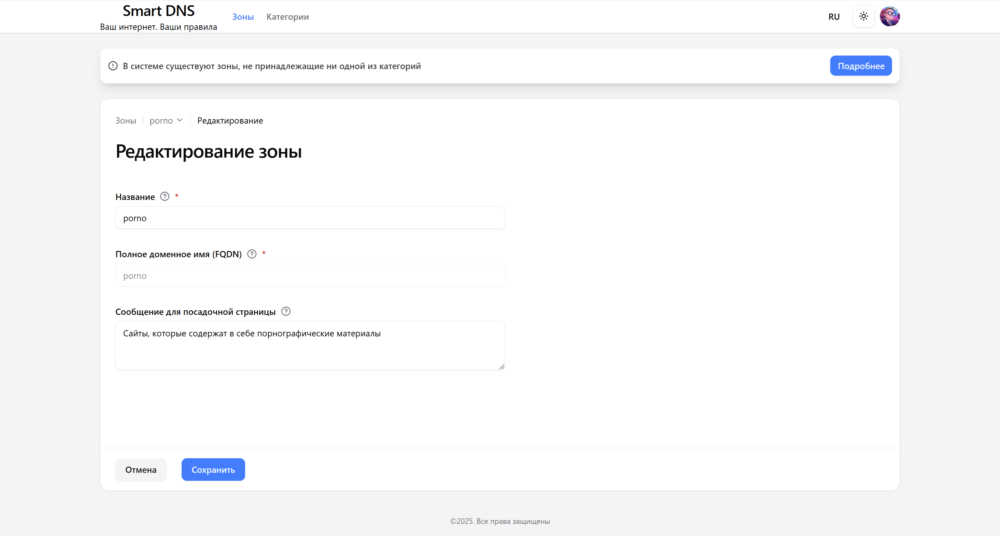 Smart DNS
Ваш интернет. Ваши правила
Зоны
Категории
RU
В системе существуют зоны, не принадлежащие ни одной из категорий
Подробнее
Зоны
porno
Редактирование
Редактирование зоны
Название *
porno
Полное доменное имя (FQDN) *
porno
Сообщение для посадочной страницы
Сайты, которые содержат в себе порнографические материалы
Отмена
Сохранить
©2025. Все права защищены